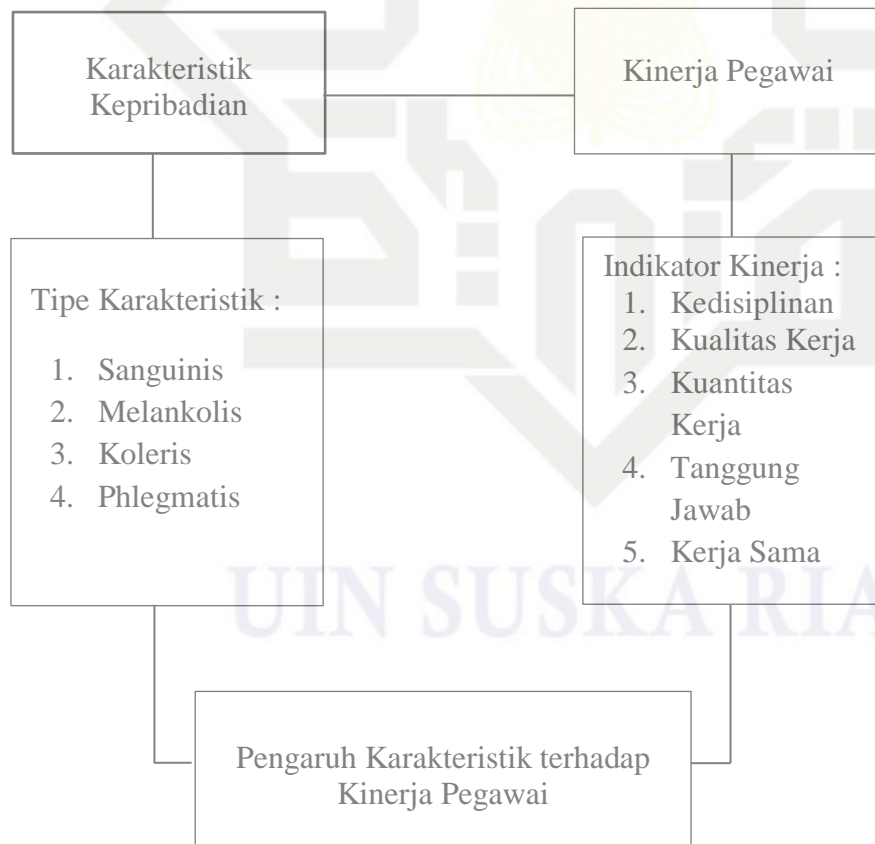 Karakteristik
Kepribadian
Kinerja Pegawai
Tipe Karakteristik :
1. Sanguinis
2. Melankolis
3. Koleris
4. Phlegmatis
Indikator Kinerja :
1. Kedisiplinan
2. Kualitas Kerja
3. Kuantitas
Kerja
4. Tanggung
Jawab
5. Kerja Sama
UIN SUSKA RIA
Pengaruh Karakteristik terhadap
Kinerja Pegawai